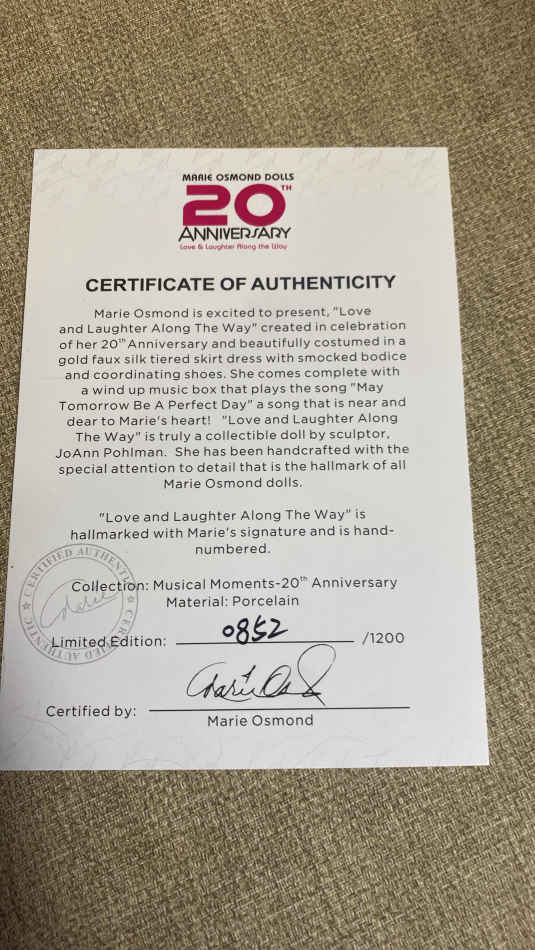 MARIE OSMOND DOLLS
20TH
ANNIVERSARY
Love & Laughter Along the Way
CERTIFICATE OF AUTHENTICITY
Marie Osmond is excited to present, "Love
and Laughter Along The Way" created in celebration
of her 20th Anniversary and beautifully costumed in a
gold faux silk tiered skirt dress with smocked bodice
and coordinating shoes. She comes complete with
a wind up music box that plays the song "May
Tomorrow Be A Perfect Day" a song that is near and
dear to Marie's heart! "Love and Laughter Along
The Way" is truly a collectible doll by sculptor,
JoAnn Pohlman. She has been handcrafted with the
special attention to detail that is the hallmark of all
Marie Osmond dolls.
"Love and Laughter Along The Way" is
hallmarked with Marie's signature and is hand-
numbered.
CERTIFIED AUTHENTIC CERTIFIED AUTHENTIC
Marie
Collection: Musical Moments-20th Anniversary
Material: Porcelain
Limited Edition: 0852 /1200
Certified by: Marie Osmond
Marie Osmond